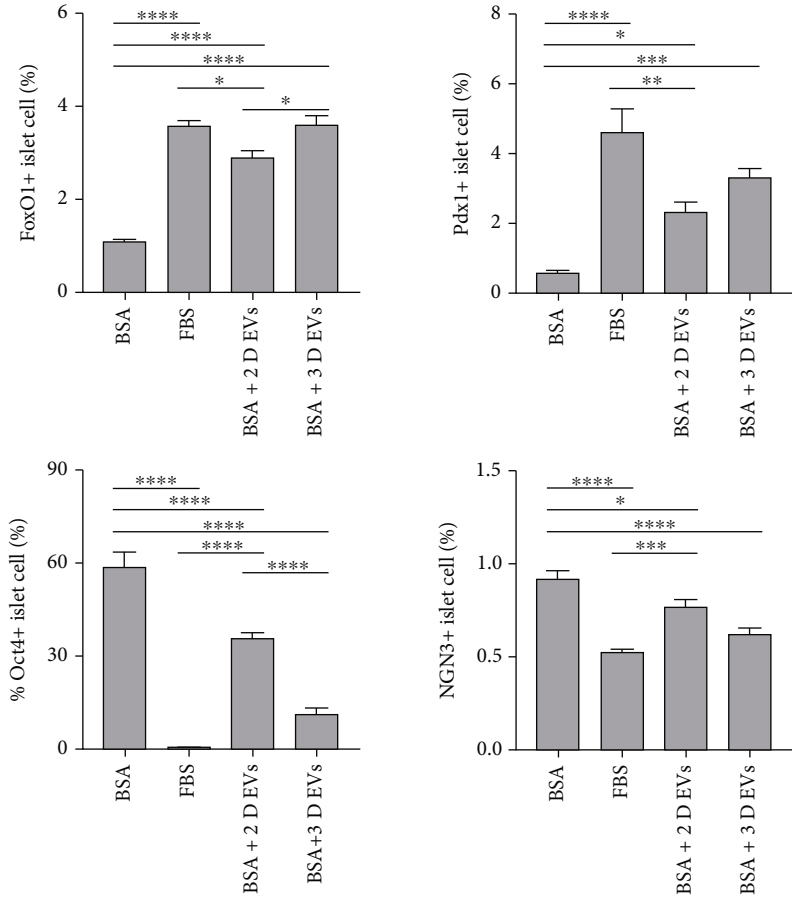 FoxO1+ islet cell (%)
6
4
2
0
****
****
****
*
*
BSA
FBS
BSA + 2 D EVs
BSA + 3 D EVs
Pdx1+ islet cell (%)
8
6
4
2
0
****
*
***
**
BSA
FBS
BSA + 2 D EVs
BSA + 3 D EVs
% Oct4+ islet cell (%)
90
60
30
0
****
****
****
****
****
BSA
FBS
BSA + 2 D EVs
BSA+3 D EVs
NGN3+ islet cell (%)
1.5
1.0
0.5
0.0
****
*
****
***
BSA
FBS
BSA + 2 D EVs
BSA + 3 D EVs